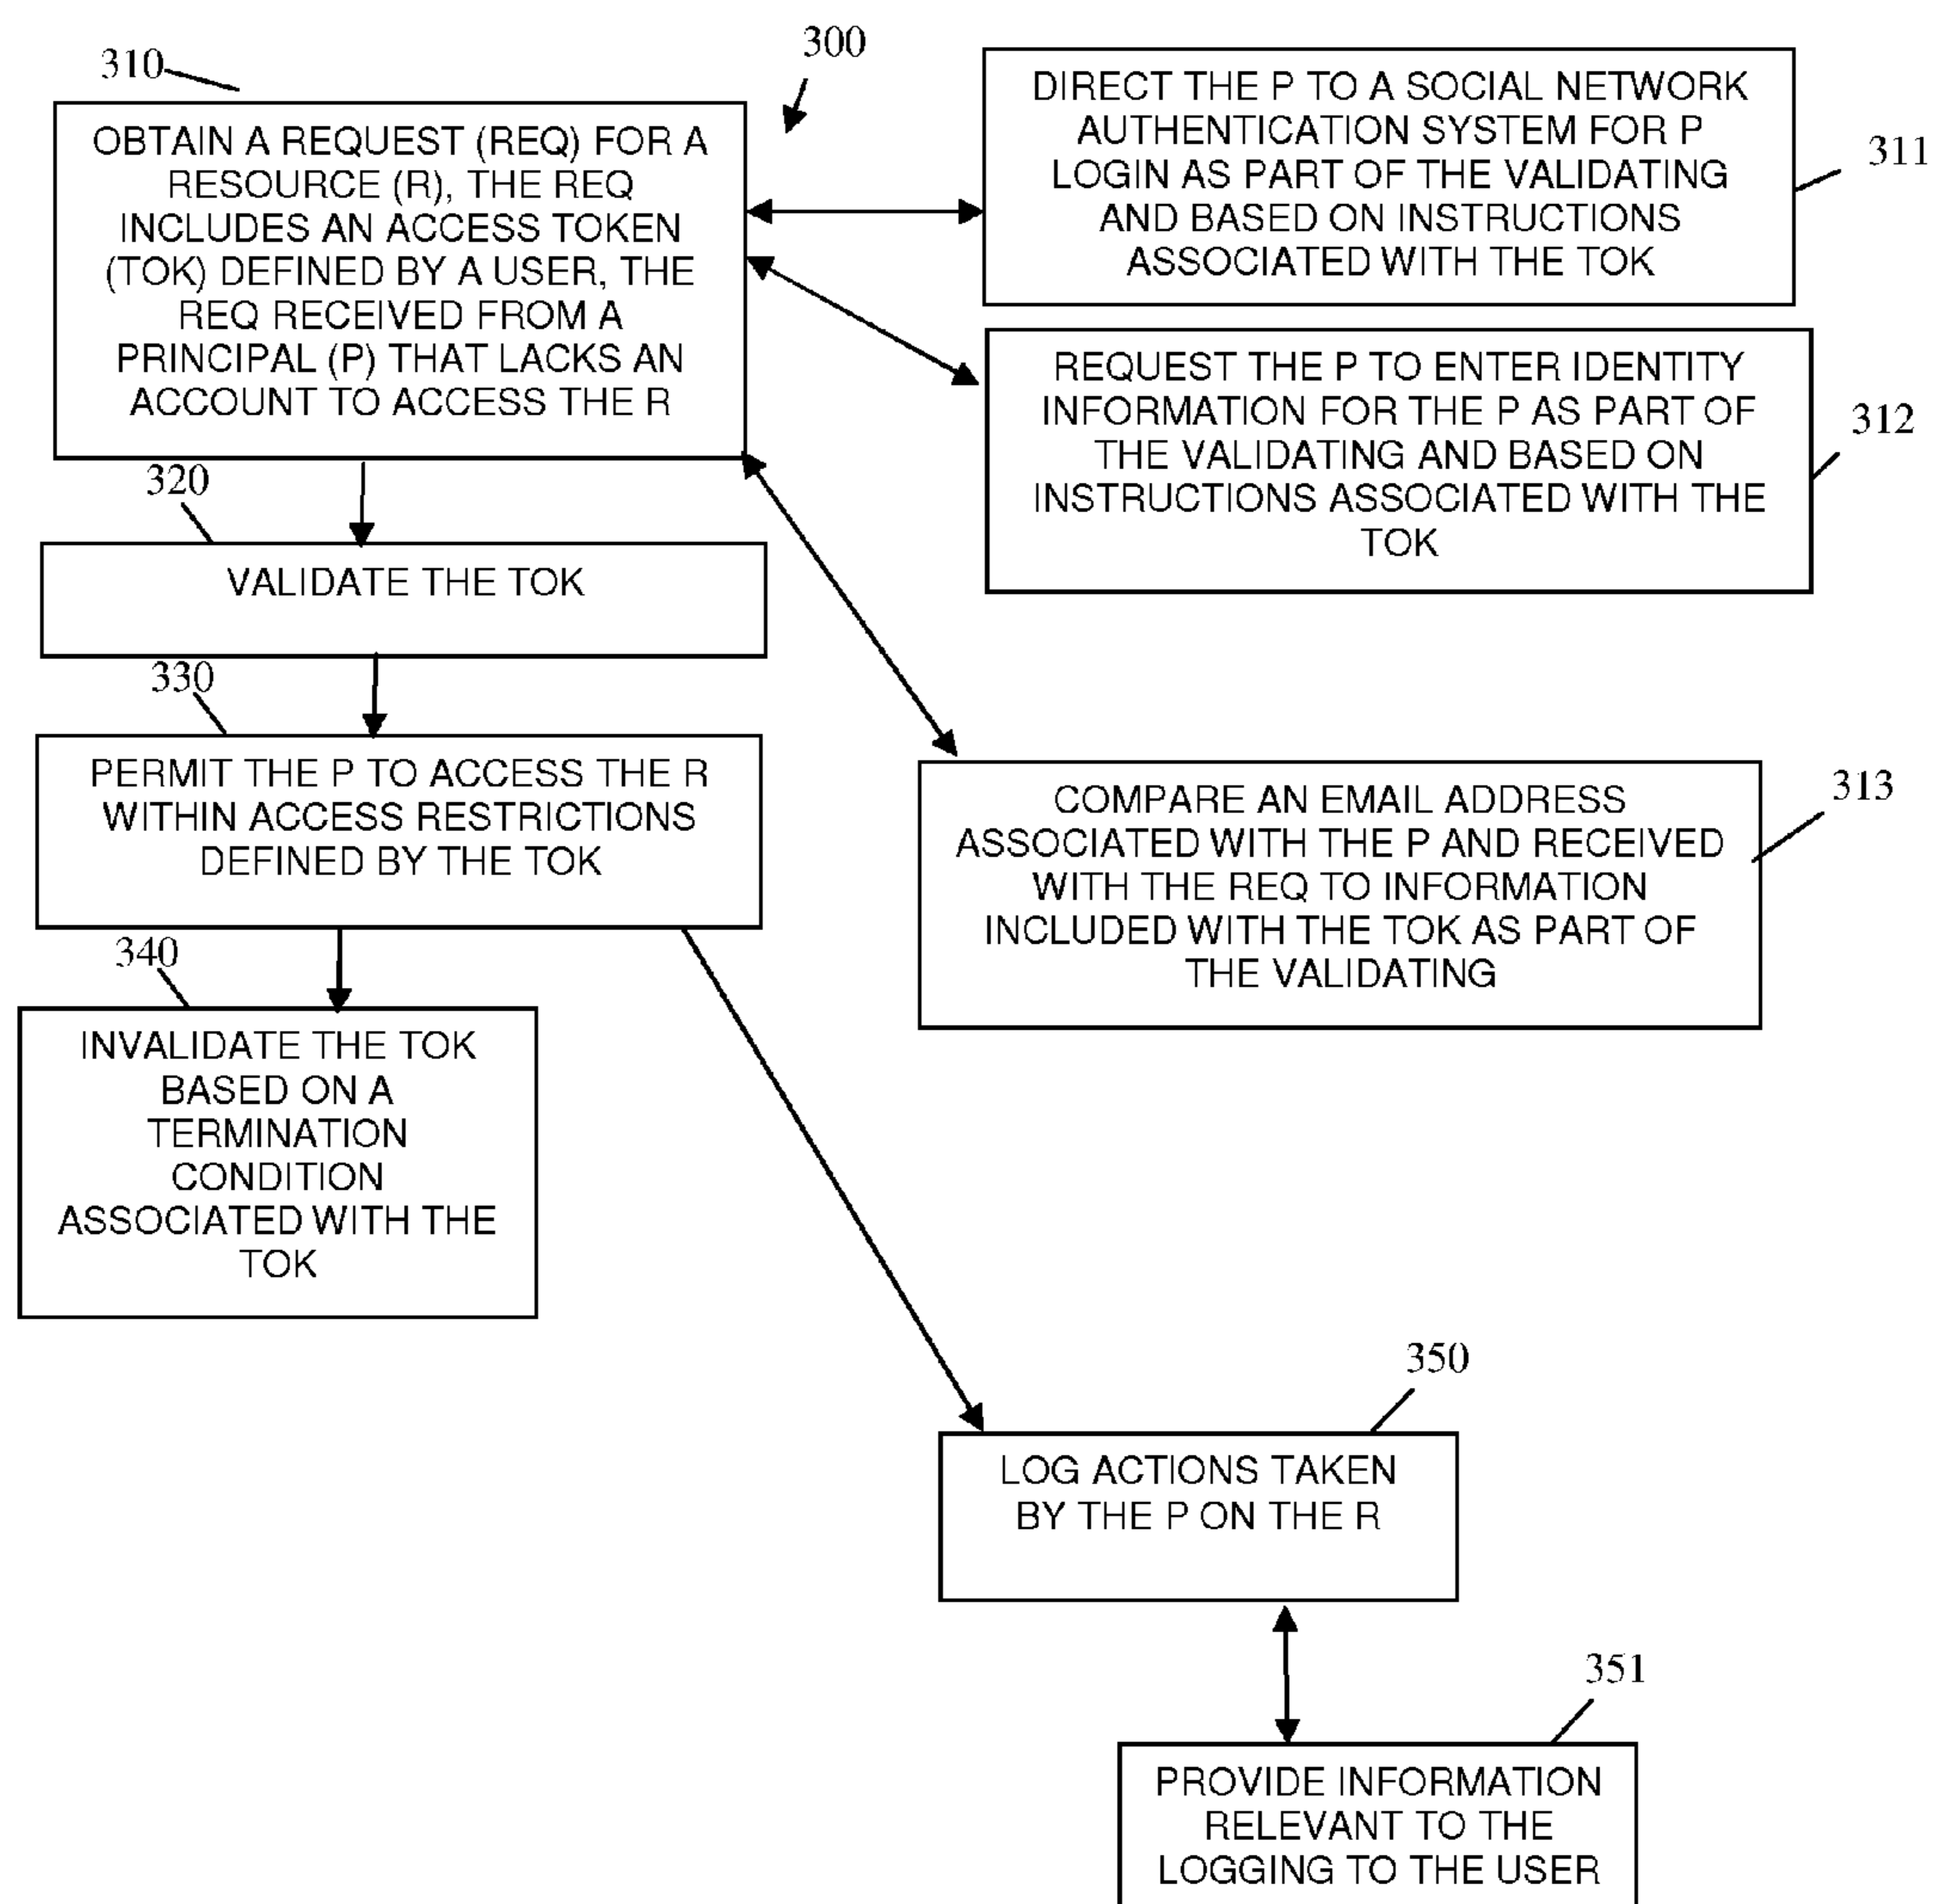 300
310
OBTAIN A REQUEST (REQ) FOR A
RESOURCE (R), THE REQ
INCLUDES AN ACCESS TOKEN
(TOK) DEFINED BY A USER, THE
REQ RECEIVED FROM A
PRINCIPAL (P) THAT LACKS AN
ACCOUNT TO ACCESS THE R
DIRECT THE P TO A SOCIAL NETWORK
AUTHENTICATION SYSTEM FOR P
LOGIN AS PART OF THE VALIDATING
AND BASED ON INSTRUCTIONS
ASSOCIATED WITH THE TOK
311
REQUEST THE P TO ENTER IDENTITY
INFORMATION FOR THE P AS PART OF
THE VALIDATING AND BASED ON
INSTRUCTIONS ASSOCIATED WITH THE
TOK
312
320
VALIDATE THE TOK
330
PERMIT THE P TO ACCESS THE R
WITHIN ACCESS RESTRICTIONS
DEFINED BY THE TOK
313
COMPARE AN EMAIL ADDRESS
ASSOCIATED WITH THE P AND RECEIVED
WITH THE REQ TO INFORMATION
INCLUDED WITH THE TOK AS PART OF
THE VALIDATING
340
INVALIDATE THE TOK
BASED ON A
TERMINATION
CONDITION
ASSOCIATED WITH THE
TOK
350
LOG ACTIONS TAKEN
BY THE P ON THE R
351
PROVIDE INFORMATION
RELEVANT TO THE
LOGGING TO THE USER